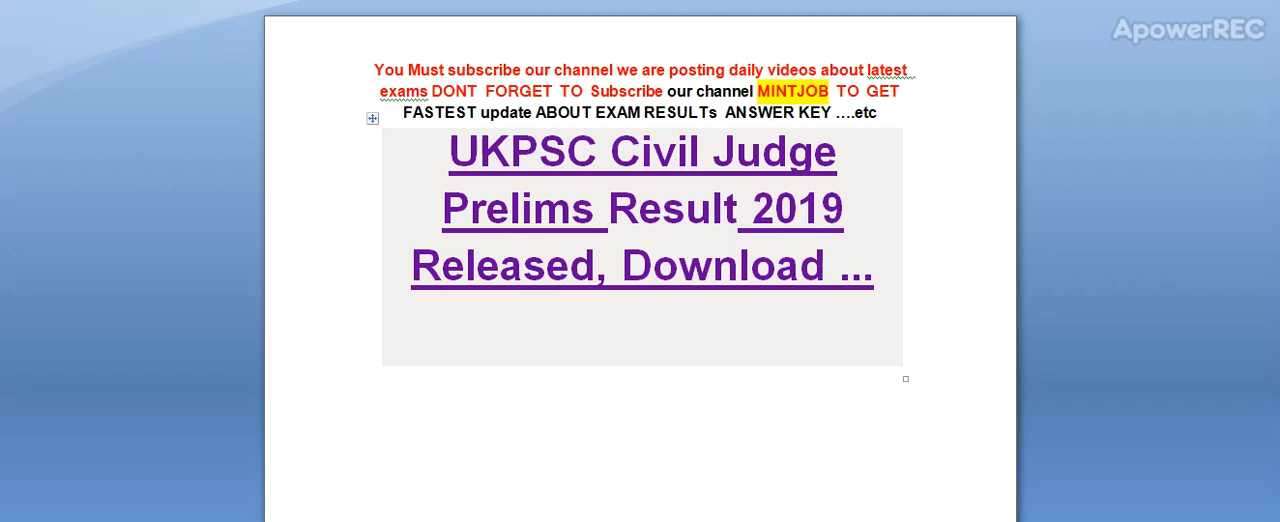 ApowerREC
You Must subscribe our channel we are posting daily videos about latest
exams DONT FORGET TO Subscribe our channel MINTJOB TO GET
FASTEST update ABOUT EXAM RESULTs ANSWER KEY ….etc
UKPSC Civil Judge
Prelims Result 2019
Released, Download ...